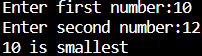 Enter first number:10
Enter second number:12
10 is smallest